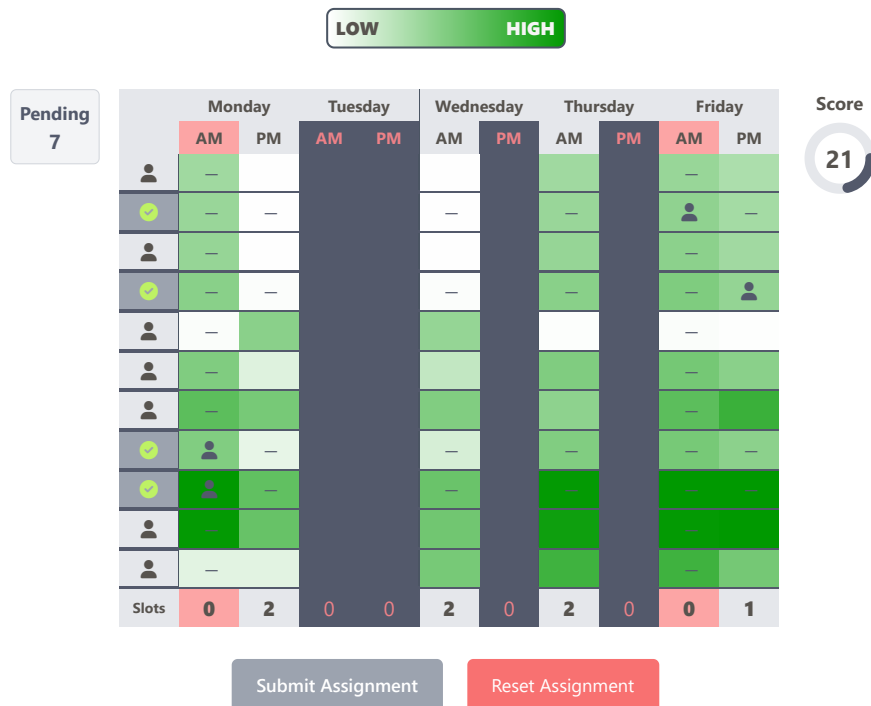 LOW HIGH
Pending
7
Monday Tuesday Wednesday Thursday Friday
AM PM AM PM AM PM AM PM AM PM
Score
21
—  —
— — — — —
— —
— — — —
— —
— —
— —
— — — — —
— — — — —
— —
— —
Slots 0 2 0 0 2 0 2 0 0 1
Submit Assignment Reset Assignment